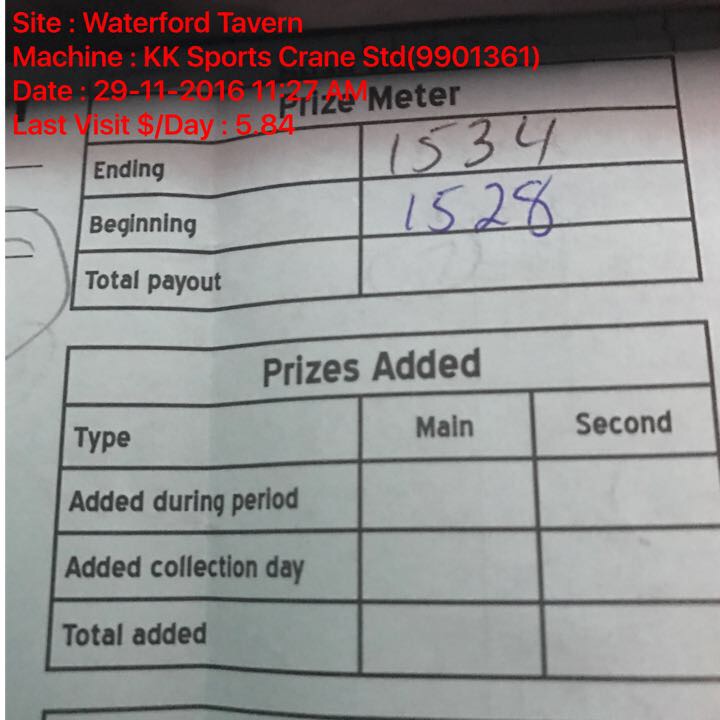 Site : Waterford Tavern
Machine : KK Sports Crane Std(9901361)
Date : 29-11-2016 11:27 AM
Last Visit $/Day : 5.84
Prize Meter
Ending 1534
Beginning 1528
Total payout
Prizes Added
Type Main Second
Added during period
Added collection day
Total added